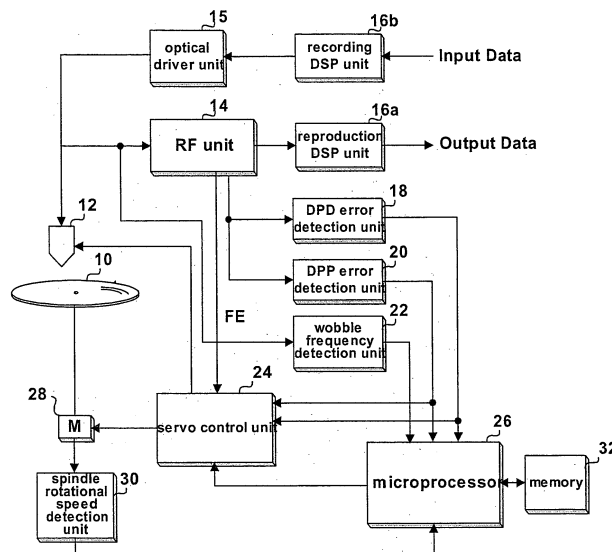 15
optical
driver unit
16b
recording
DSP unit
Input Data
14
RF unit
16a
reproduction
DSP unit
Output Data
12
18
DPD error
detection unit
10
20
DPP error
detection unit
FE
22
wobble
frequency
detection unit
24
servo control unit
28
M
26
microprocessor
32
memory
30
spindle
rotational
speed
detection
unit